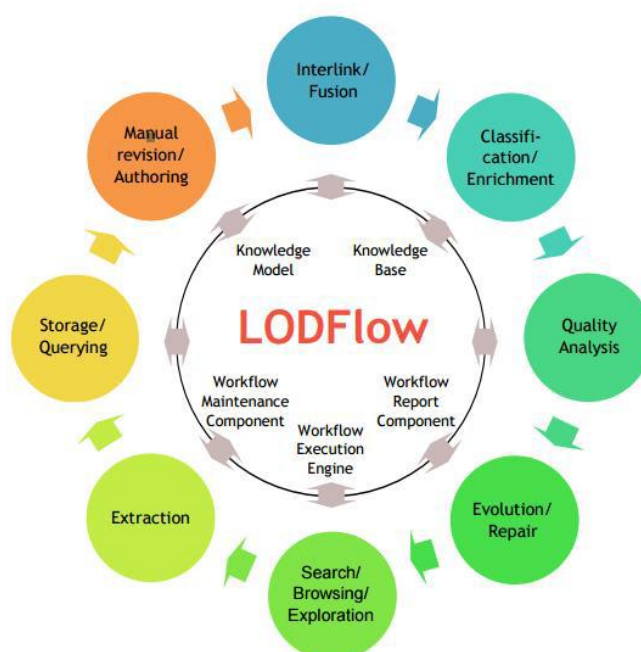 Interlink/
Fusion
Classifi-
cation/
Enrichment
Quality
Analysis
Evolution/
Repair
Search/
Browsing/
Exploration
Extraction
Storage/
Querying
Manual
revision/
Authoring
Knowledge
Model
Knowledge
Base
LODFlow
Workflow
Maintenance
Component
Workflow
Execution
Engine
Workflow
Report
Component